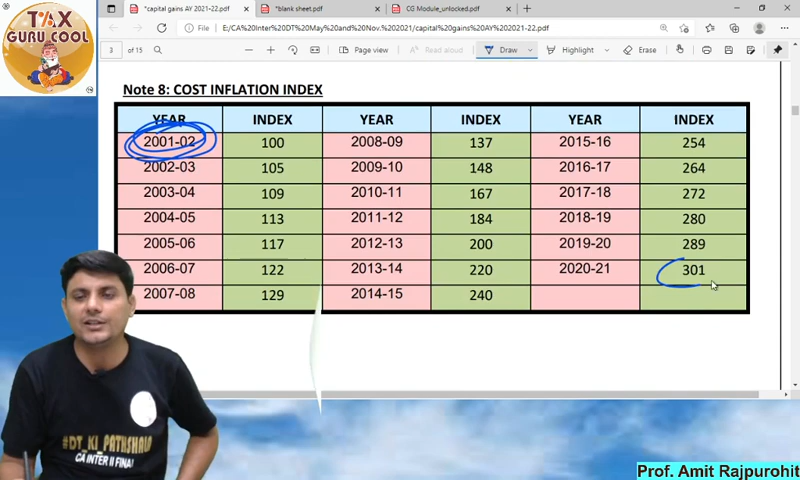 TAX
GURU COOL
*capital gains AY 2021-22.pdf
*blank sheet.pdf
CG Module_unlocked.pdf
E:/CA%20Inter%20DT%20May%20and%20Nov.%202021/capital%20gains%20AY%202021-22.pdf
3 of 15
Page view
Read aloud
Draw
Highlight
Erase
Note 8: COST INFLATION INDEX
YEAR INDEX YEAR INDEX YEAR INDEX
2001-02 100 2008-09 137 2015-16 254
2002-03 105 2009-10 148 2016-17 264
2003-04 109 2010-11 167 2017-18 272
2004-05 113 2011-12 184 2018-19 280
2005-06 117 2012-13 200 2019-20 289
2006-07 122 2013-14 220 2020-21 301
2007-08 129 2014-15 240
#DT_KI PATHSHALA
CA INTER II FINAL
Prof. Amit Rajpurohit